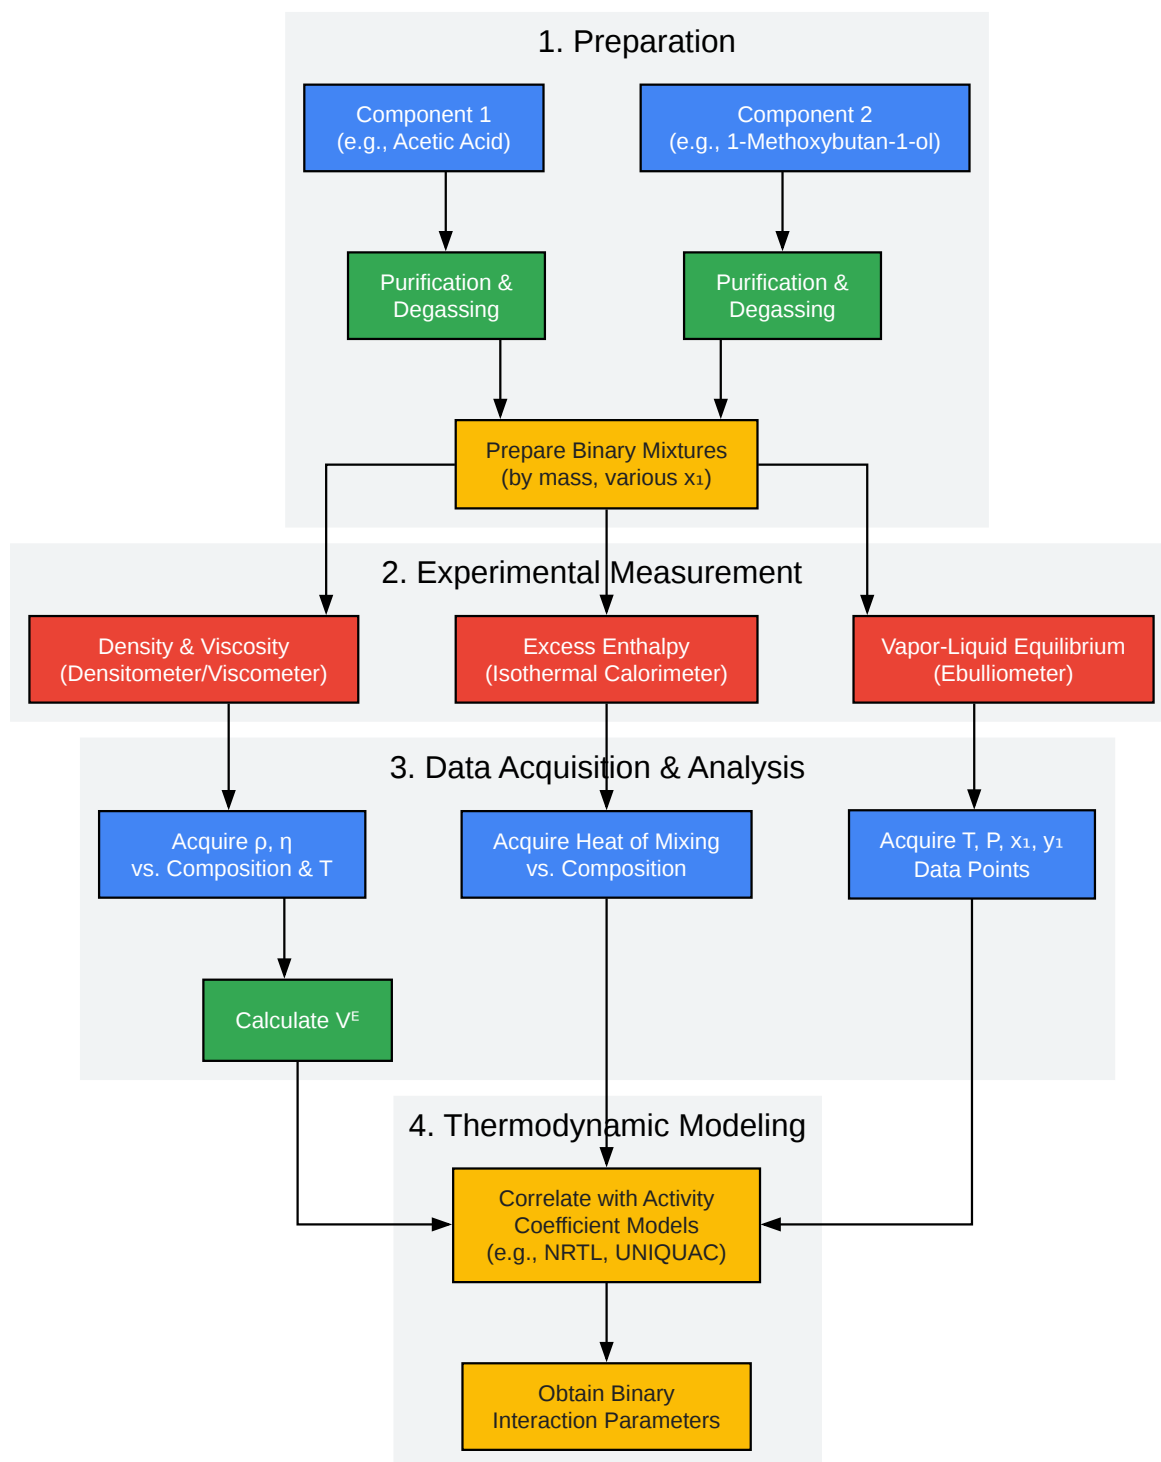 1. Preparation
Component 1
(e.g., Acetic Acid)
Component 2
(e.g., 1-Methoxybutan-1-ol)
Purification &
Degassing
Purification &
Degassing
Prepare Binary Mixtures
(by mass, various x₁)
2. Experimental Measurement
Density & Viscosity
(Densitometer/Viscometer)
Excess Enthalpy
(Isothermal Calorimeter)
Vapor-Liquid Equilibrium
(Ebulliometer)
3. Data Acquisition & Analysis
Acquire ρ, η
vs. Composition & T
Acquire Heat of Mixing
vs. Composition
Acquire T, P, x₁, y₁
Data Points
Calculate Vᴱ
4. Thermodynamic Modeling
Correlate with Activity
Coefficient Models
(e.g., NRTL, UNIQUAC)
Obtain Binary
Interaction Parameters